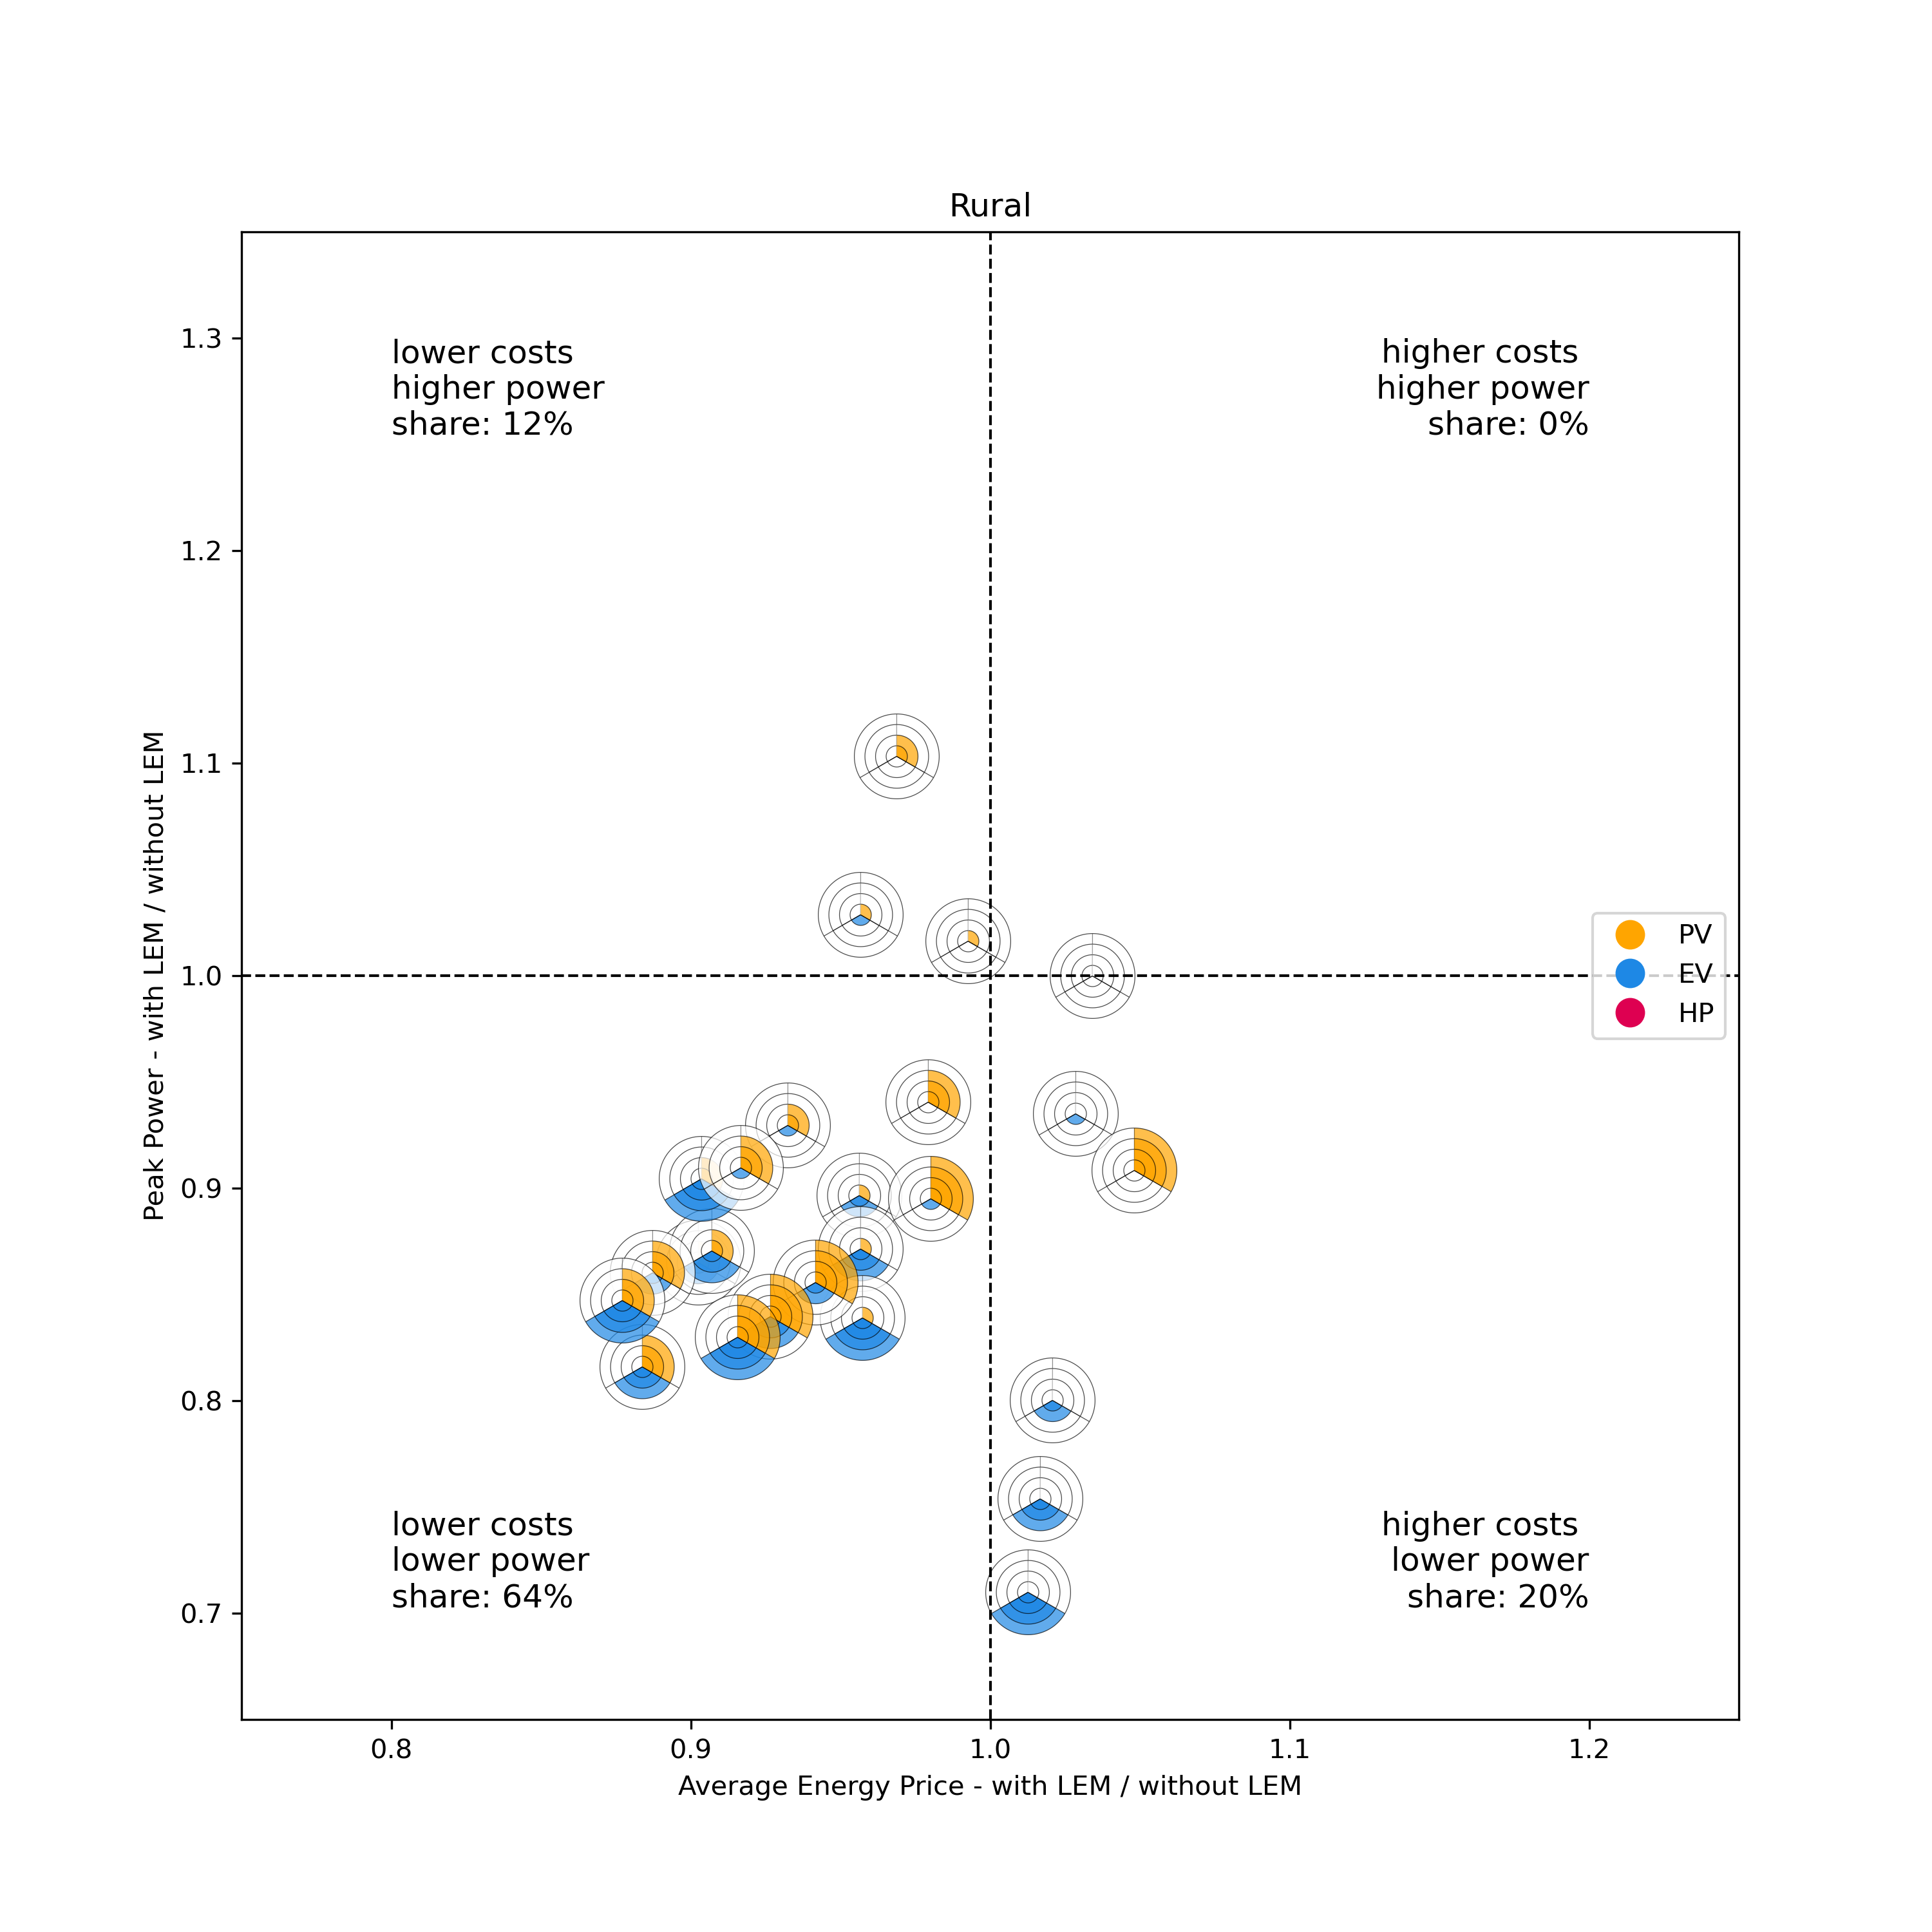 Rural
lower costs
higher power
share: 12%
higher costs
higher power
share: 0%
1.3
1.2
1.1
1.0
0.9
0.8
0.7
Peak Power - with LEM / without LEM
PV
EV
HP
lower costs
lower power
share: 64%
higher costs
lower power
share: 20%
0.8
0.9
1.0
1.1
1.2
Average Energy Price - with LEM / without LEM